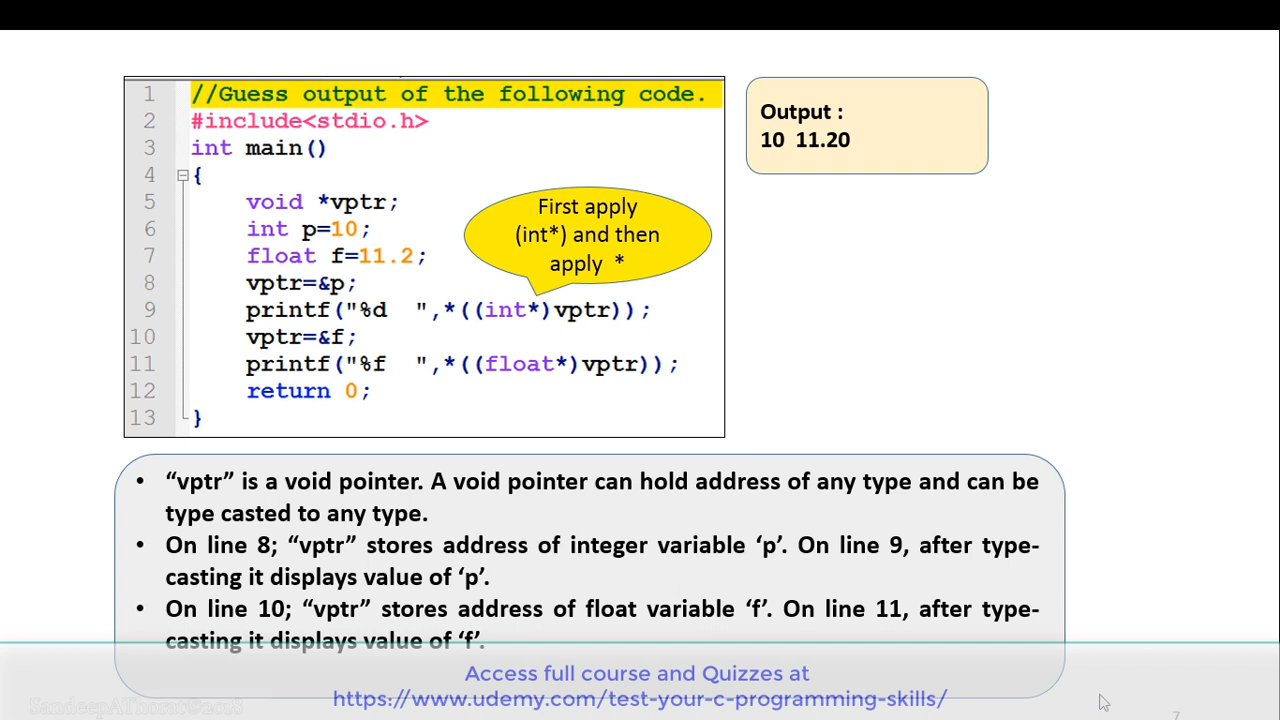 1 //Guess output of the following code.
2 #include<stdio.h>
3 int main()
4 {
5 void *vptr;
6 int p=10;
7 float f=11.2;
8 vptr=&p;
9 printf("%d  ",*((int*)vptr));
10 vptr=&f;
11 printf("%f  ",*((float*)vptr));
12 return 0;
13 }
First apply
(int*) and then
apply *
Output :
10 11.20
• “vptr” is a void pointer. A void pointer can hold address of any type and can be
type casted to any type.
• On line 8; “vptr” stores address of integer variable ‘p’. On line 9, after type-
casting it displays value of ‘p’.
• On line 10; “vptr” stores address of float variable ‘f’. On line 11, after type-
casting it displays value of ‘f’.
Access full course and Quizzes at
https://www.udemy.com/test-your-c-programming-skills/
SandeepAThorat©2018
7